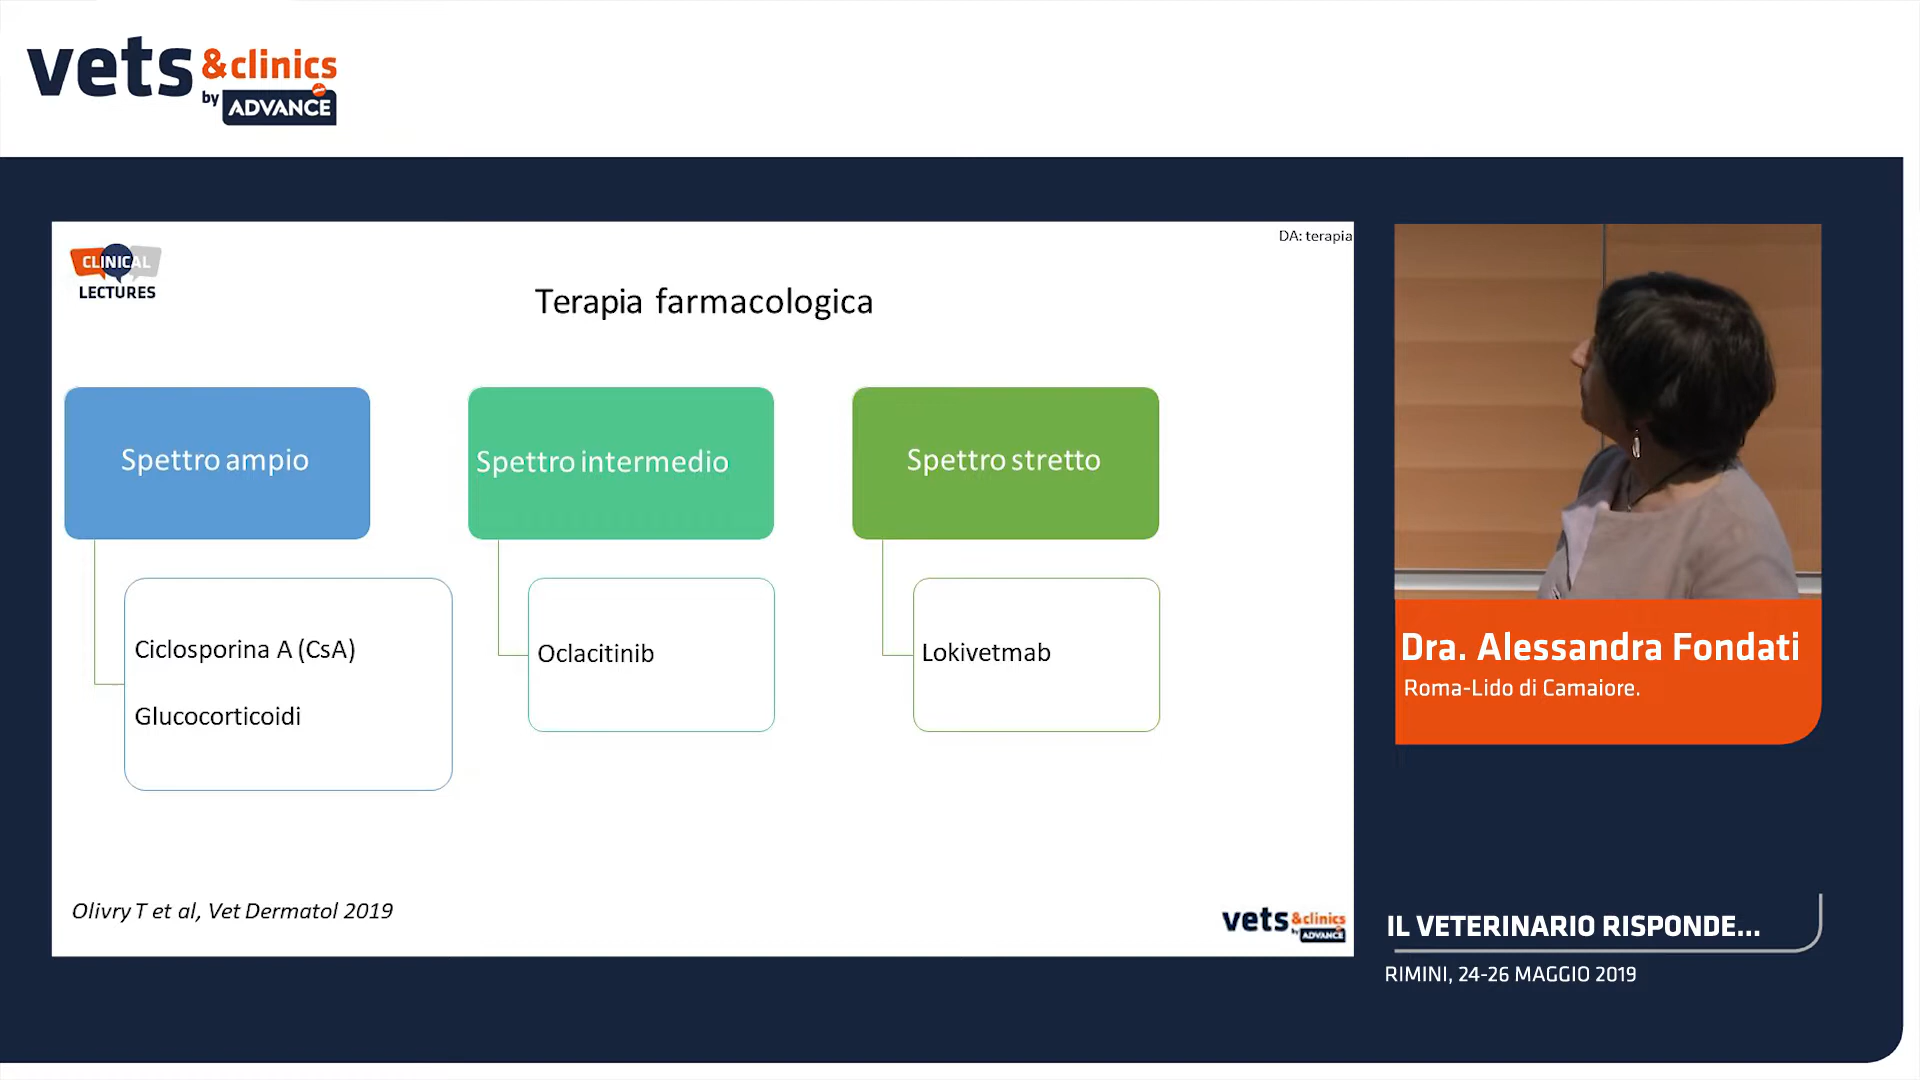 vets &clinics
by ADVANCE
CLINICAL
LECTURES
DA: terapia
Terapia farmacologica
Spettro ampio
Spettro intermedio
Spettro stretto
Ciclosporina A (CsA)
Glucocorticoidi
Oclacitinib
Lokivetmab
Olivry T et al, Vet Dermatol 2019
vets &clinics
by ADVANCE
Dra. Alessandra Fondati
Roma-Lido di Camaiore.
IL VETERINARIO RISPONDE...
RIMINI, 24-26 MAGGIO 2019